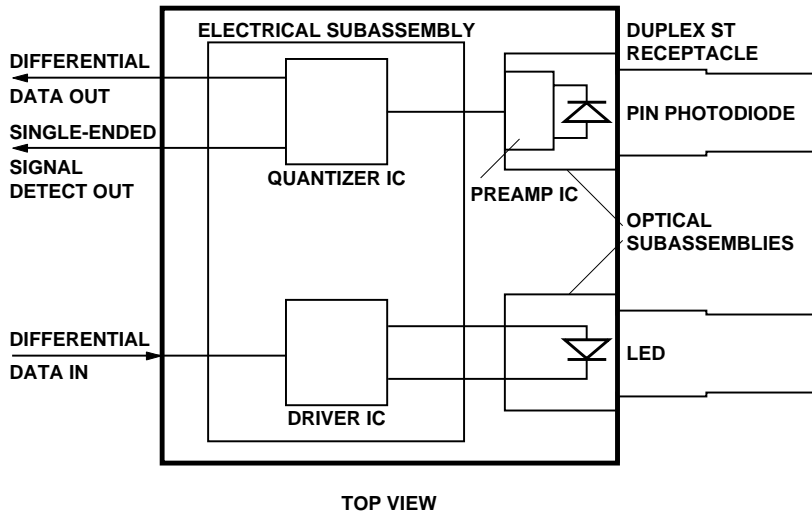 ELECTRICAL SUBASSEMBLY
DUPLEX ST
RECEPTACLE
DIFFERENTIAL
DATA OUT
PIN PHOTODIODE
SINGLE-ENDED
SIGNAL
DETECT OUT
QUANTIZER IC
PREAMP IC
OPTICAL
SUBASSEMBLIES
DIFFERENTIAL
DATA IN
LED
DRIVER IC
TOP VIEW